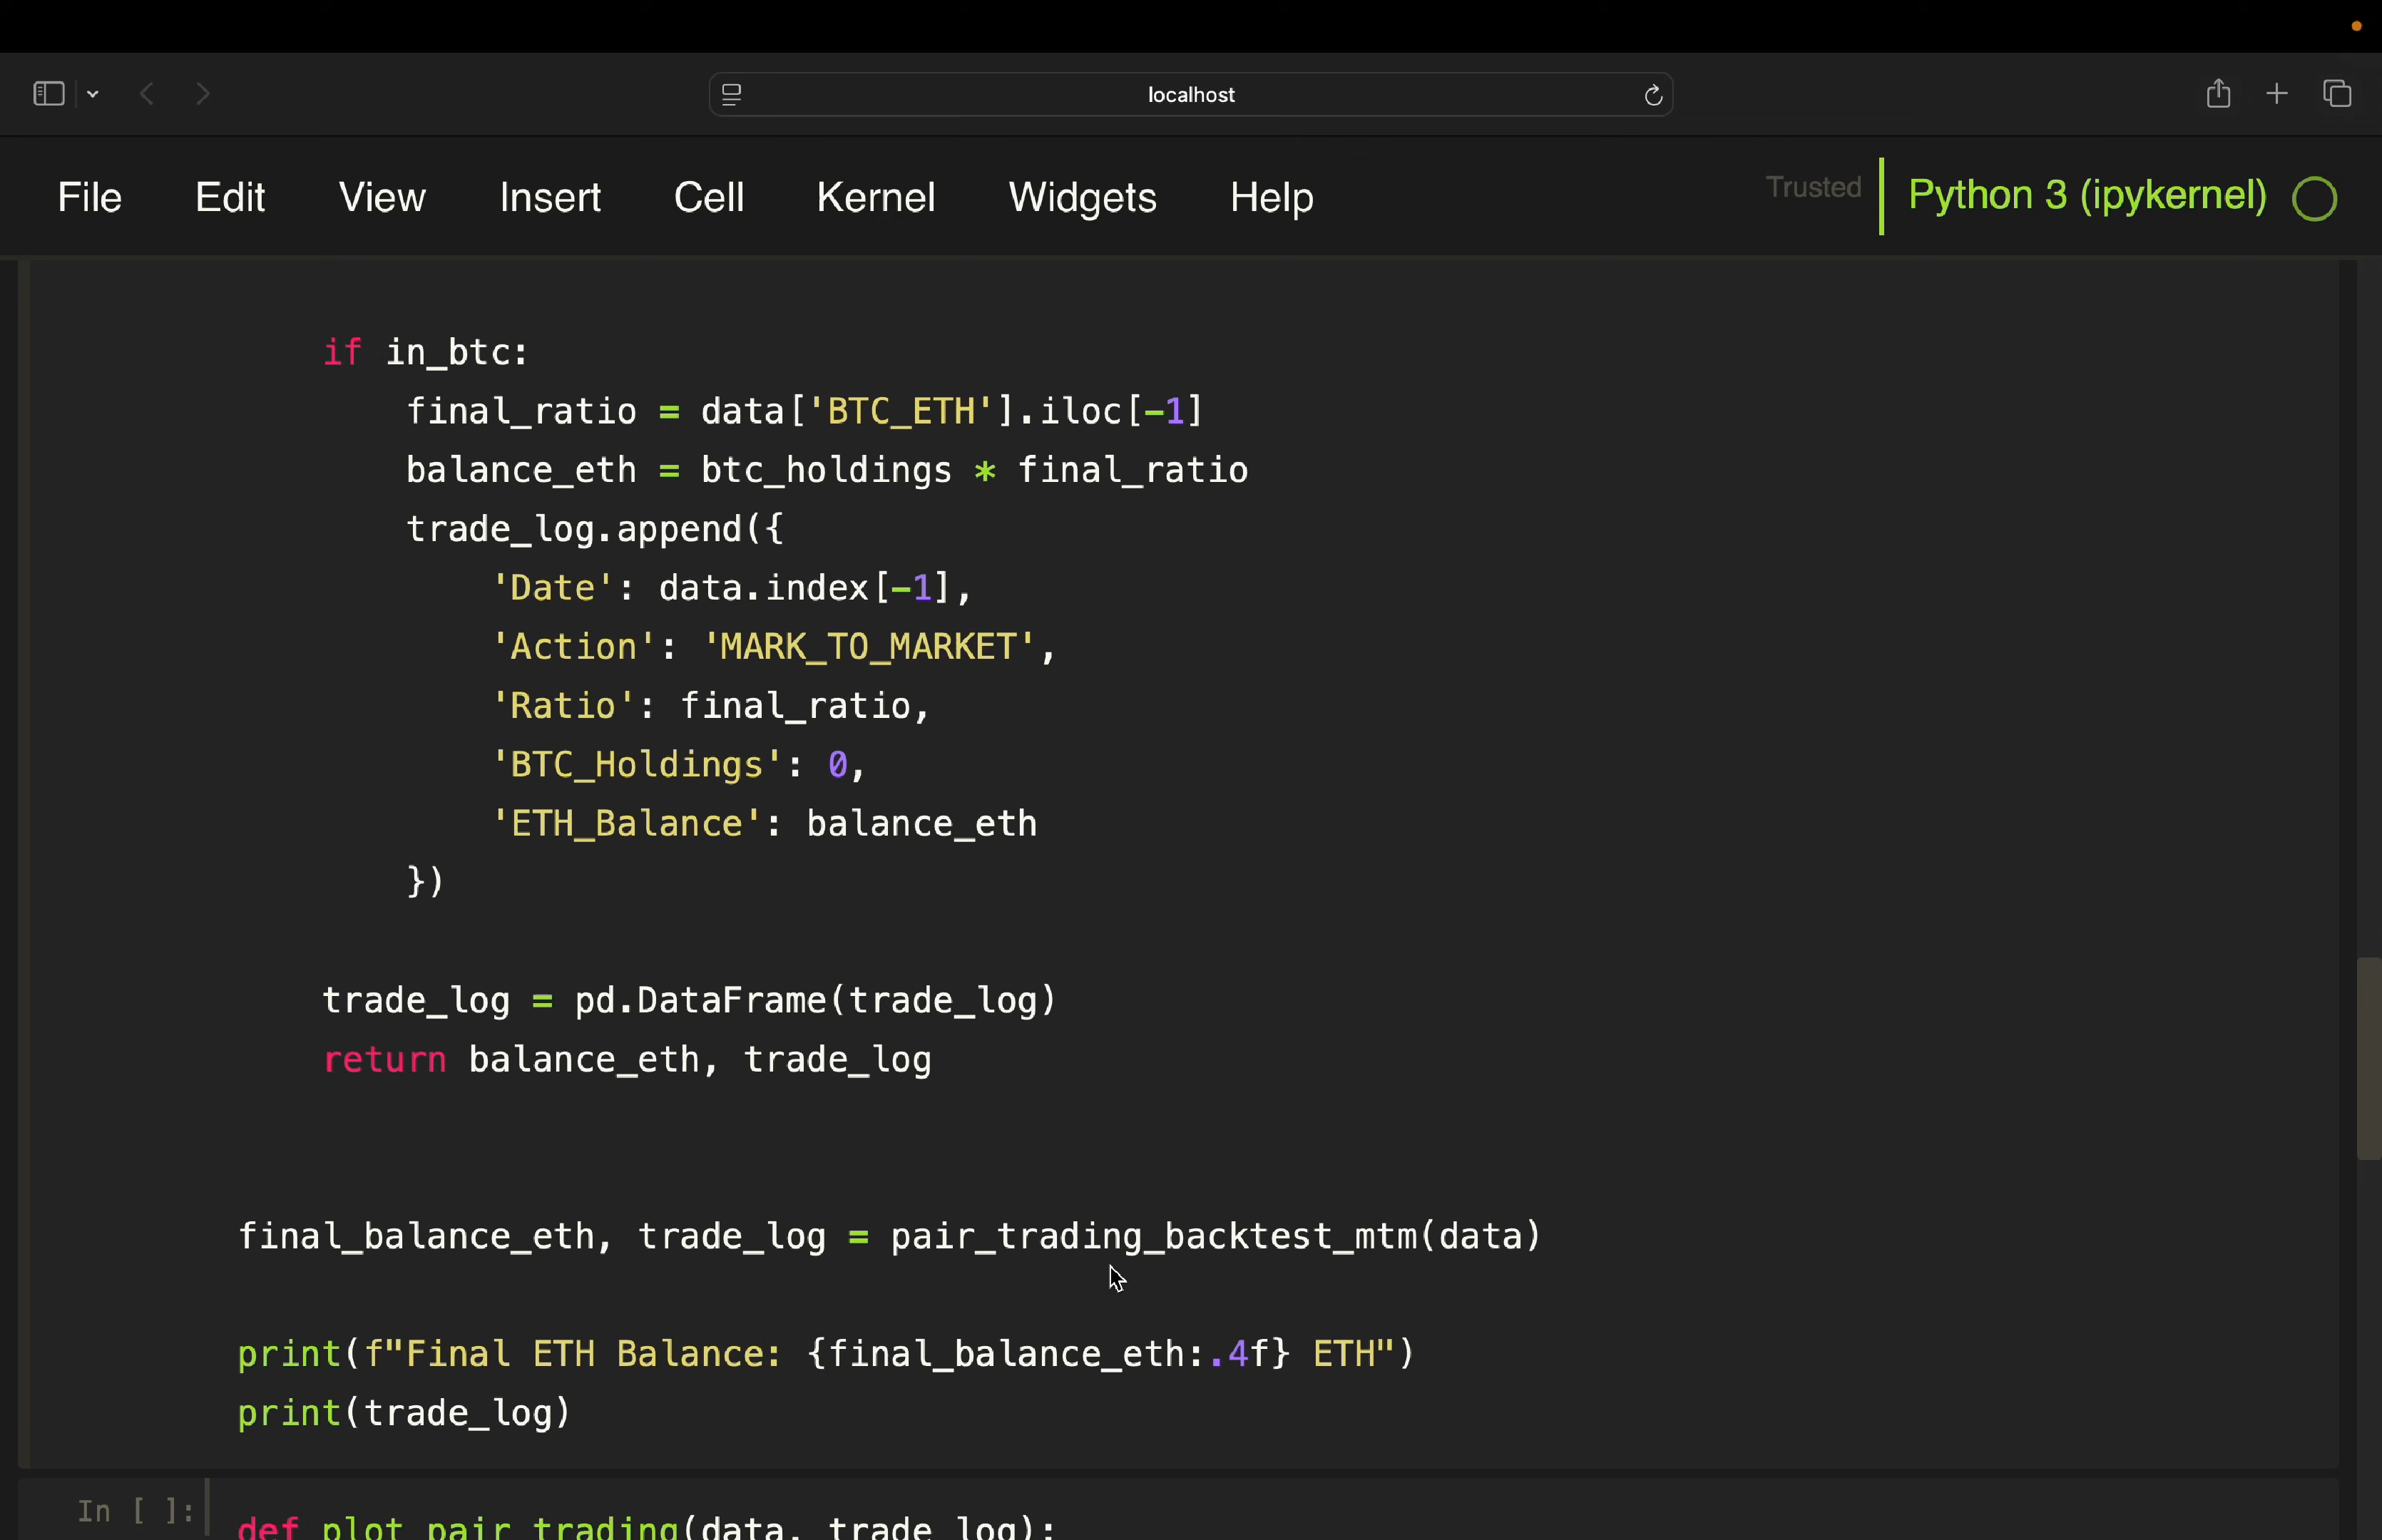 localhost
File Edit View Insert Cell Kernel Widgets Help Trusted Python 3 (ipykernel)
if in_btc:
final_ratio = data['BTC_ETH'].iloc[-1]
balance_eth = btc_holdings * final_ratio
trade_log.append({
'Date': data.index[-1],
'Action': 'MARK_TO_MARKET',
'Ratio': final_ratio,
'BTC_Holdings': 0,
'ETH_Balance': balance_eth
})
trade_log = pd.DataFrame(trade_log)
return balance_eth, trade_log
final_balance_eth, trade_log = pair_trading_backtest_mtm(data)
print(f"Final ETH Balance: {final_balance_eth:.4f} ETH")
print(trade_log)
In [ ]:
def plot_pair_trading(data, trade_log):